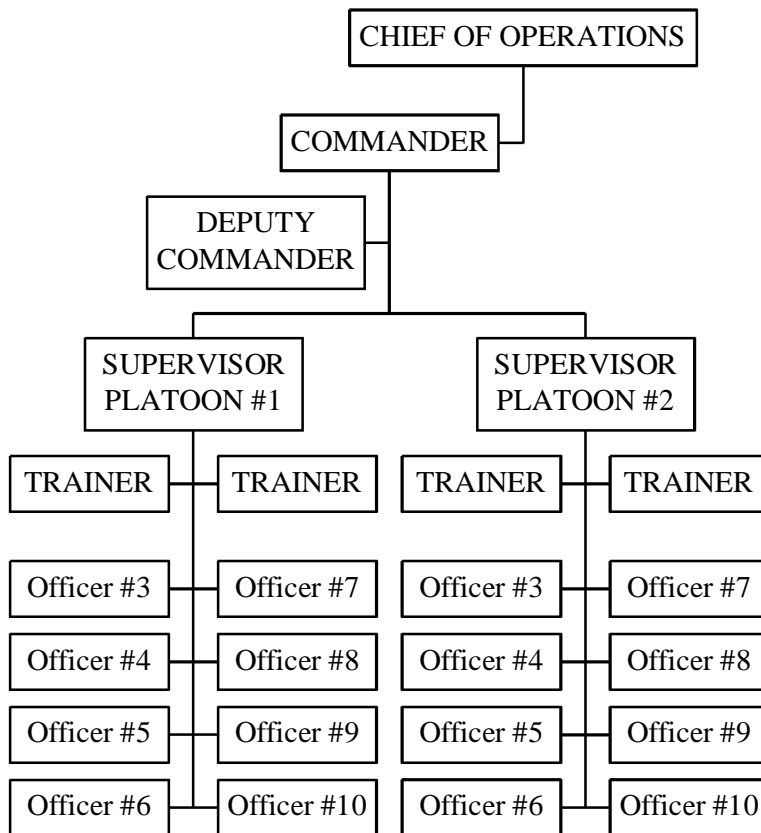 CHIEF OF OPERATIONS
COMMANDER
DEPUTY
COMMANDER
SUPERVISOR
PLATOON #1
SUPERVISOR
PLATOON #2
TRAINER
TRAINER
TRAINER
TRAINER
Officer #3
Officer #7
Officer #3
Officer #7
Officer #4
Officer #8
Officer #4
Officer #8
Officer #5
Officer #9
Officer #5
Officer #9
Officer #6
Officer #10
Officer #6
Officer #10